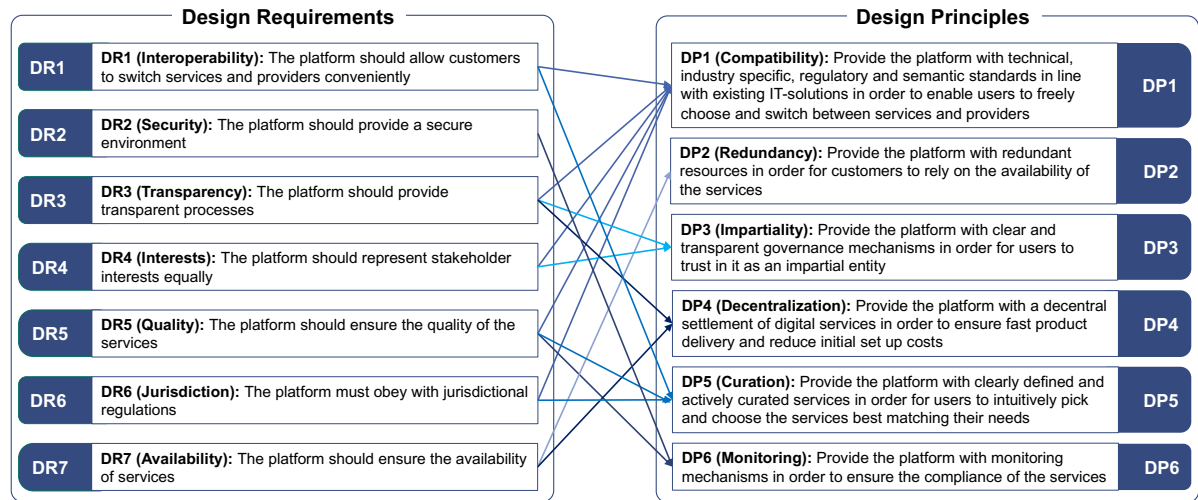 Design Requirements
DR1
DR1 (Interoperability): The platform should allow customers
to switch services and providers conveniently
DR2
DR2 (Security): The platform should provide a secure
environment
DR3
DR3 (Transparency): The platform should provide
transparent processes
DR4
DR4 (Interests): The platform should represent stakeholder
interests equally
DR5
DR5 (Quality): The platform should ensure the quality of the
services
DR6
DR6 (Jurisdiction): The platform must obey with jurisdictional
regulations
DR7
DR7 (Availability): The platform should ensure the availability
of services
Design Principles
DP1 (Compatibility): Provide the platform with technical,
industry specific, regulatory and semantic standards in line
with existing IT-solutions in order to enable users to freely
choose and switch between services and providers
DP1
DP2 (Redundancy): Provide the platform with redundant
resources in order for customers to rely on the availability of
the services
DP2
DP3 (Impartiality): Provide the platform with clear and
transparent governance mechanisms in order for users to
trust in it as an impartial entity
DP3
DP4 (Decentralization): Provide the platform with a decentral
settlement of digital services in order to ensure fast product
delivery and reduce initial set up costs
DP4
DP5 (Curation): Provide the platform with clearly defined and
actively curated services in order for users to intuitively pick
and choose the services best matching their needs
DP5
DP6 (Monitoring): Provide the platform with monitoring
mechanisms in order to ensure the compliance of the services
DP6